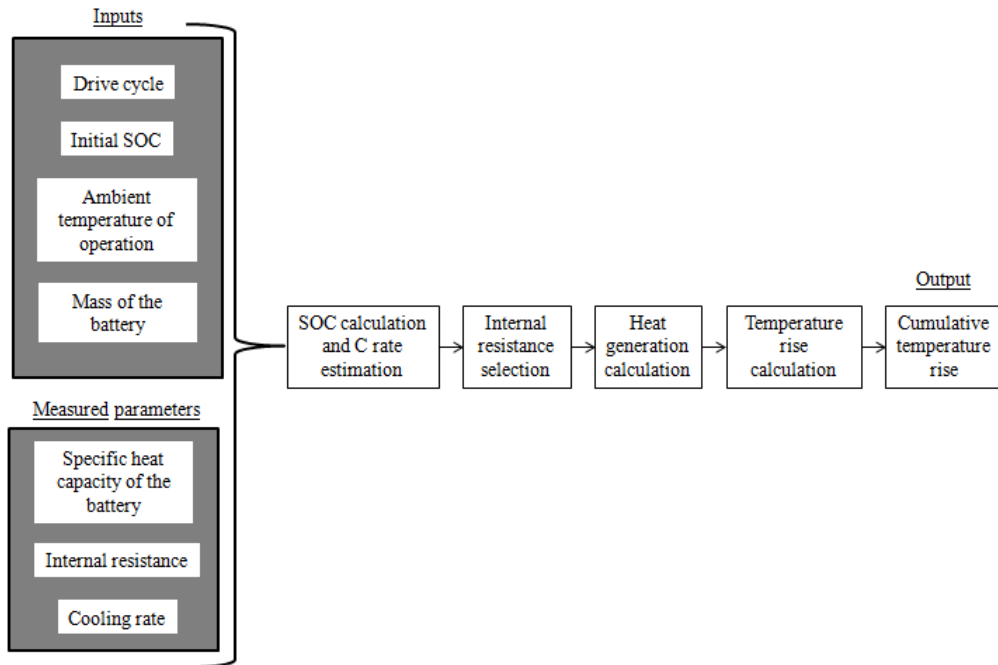 Inputs
Drive cycle
Initial SOC
Ambient
temperature of
operation
Mass of the
battery
Measured parameters
Specific heat
capacity of the
battery
Internal resistance
Cooling rate
SOC calculation
and C rate
estimation
Internal
resistance
selection
Heat
generation
calculation
Temperature
rise
calculation
Output
Cumulative
temperature
rise